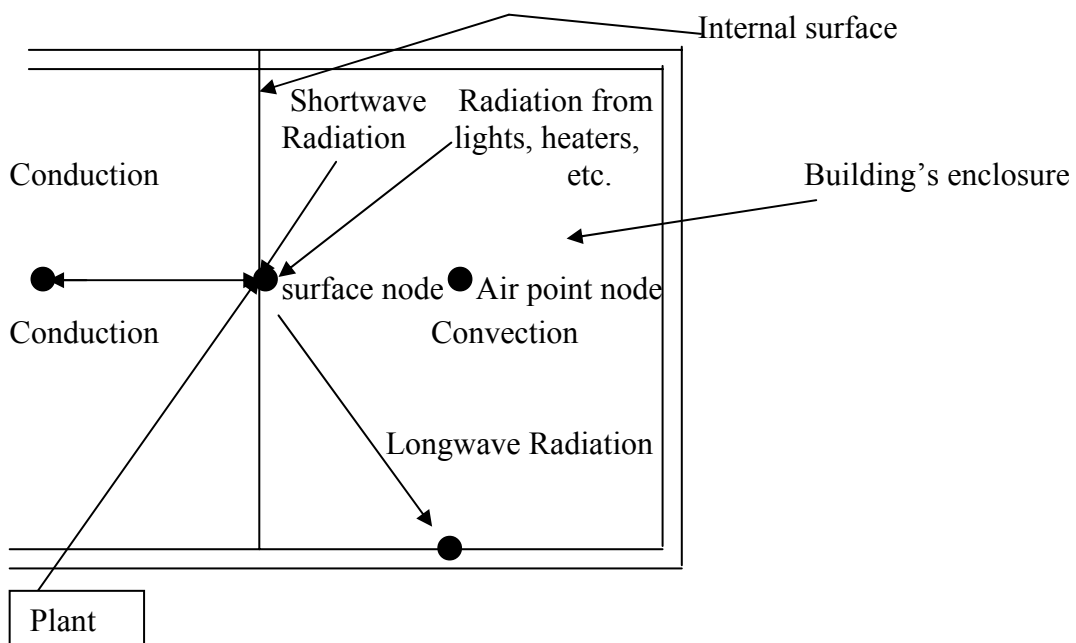 Internal surface
Shortwave
Radiation
Radiation from
lights, heaters,
etc.
Conduction
Building’s enclosure
surface node
Air point node
Conduction
Convection
Longwave Radiation
Plant